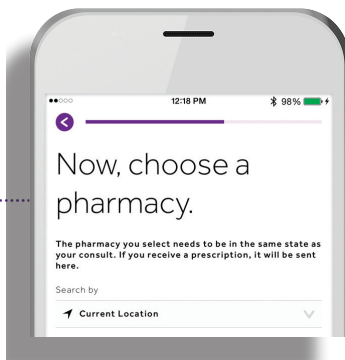 12:18 PM
98%
Now, choose a
pharmacy.
The pharmacy you select needs to be in the same state as
your consult. If you receive a prescription, it will be sent
here.
Search by
Current Location